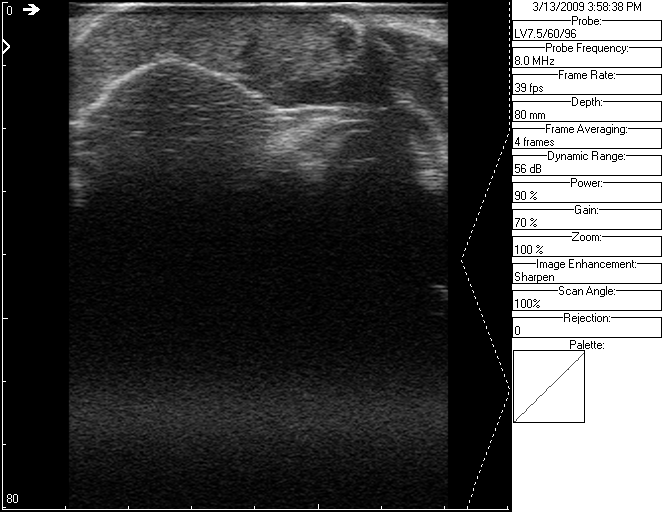 0
80
3/13/2009 3:58:38 PM
Probe:
LV7.5/60/96
Probe Frequency:
8.0 MHz
Frame Rate:
39 fps
Depth:
80 mm
Frame Averaging:
4 frames
Dynamic Range:
56 dB
Power:
90 %
Gain:
70 %
Zoom:
100 %
Image Enhancement:
Sharpen
Scan Angle:
100%
Rejection:
0
Palette: